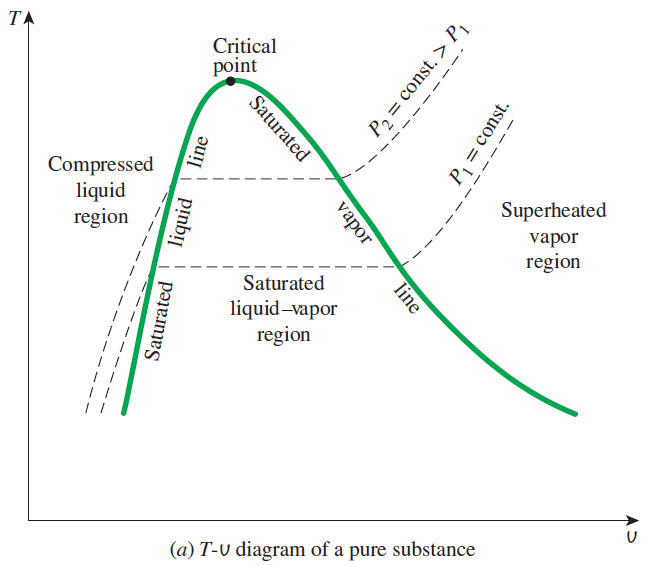 T
Critical
point
P₂ = const. > P₁
P₁ = const.
Saturated
vapor
line
Compressed
liquid
region
Saturated
liquid
line
Superheated
vapor
region
Saturated
liquid–vapor
region
υ
(a) T-υ diagram of a pure substance